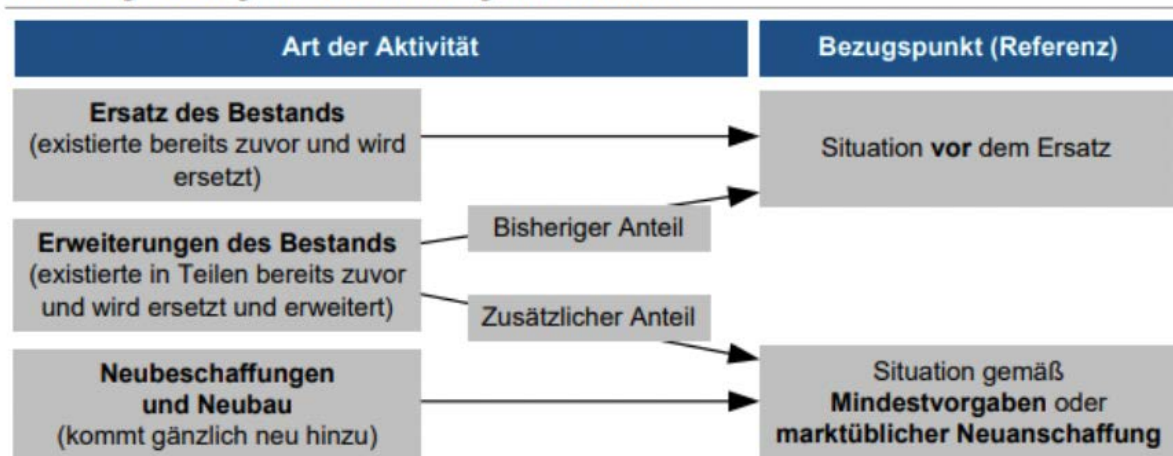 Art der Aktivität
Bezugspunkt (Referenz)
Ersatz des Bestands
(existierte bereits zuvor und wird
ersetzt)
Situation vor dem Ersatz
Bisheriger Anteil
Erweiterungen des Bestands
(existierte in Teilen bereits zuvor
und wird ersetzt und erweitert)
Zusätzlicher Anteil
Neubeschaffungen
und Neubau
(kommt gänzlich neu hinzu)
Situation gemäß
Mindestvorgaben oder
marktüblicher Neuanschaffung